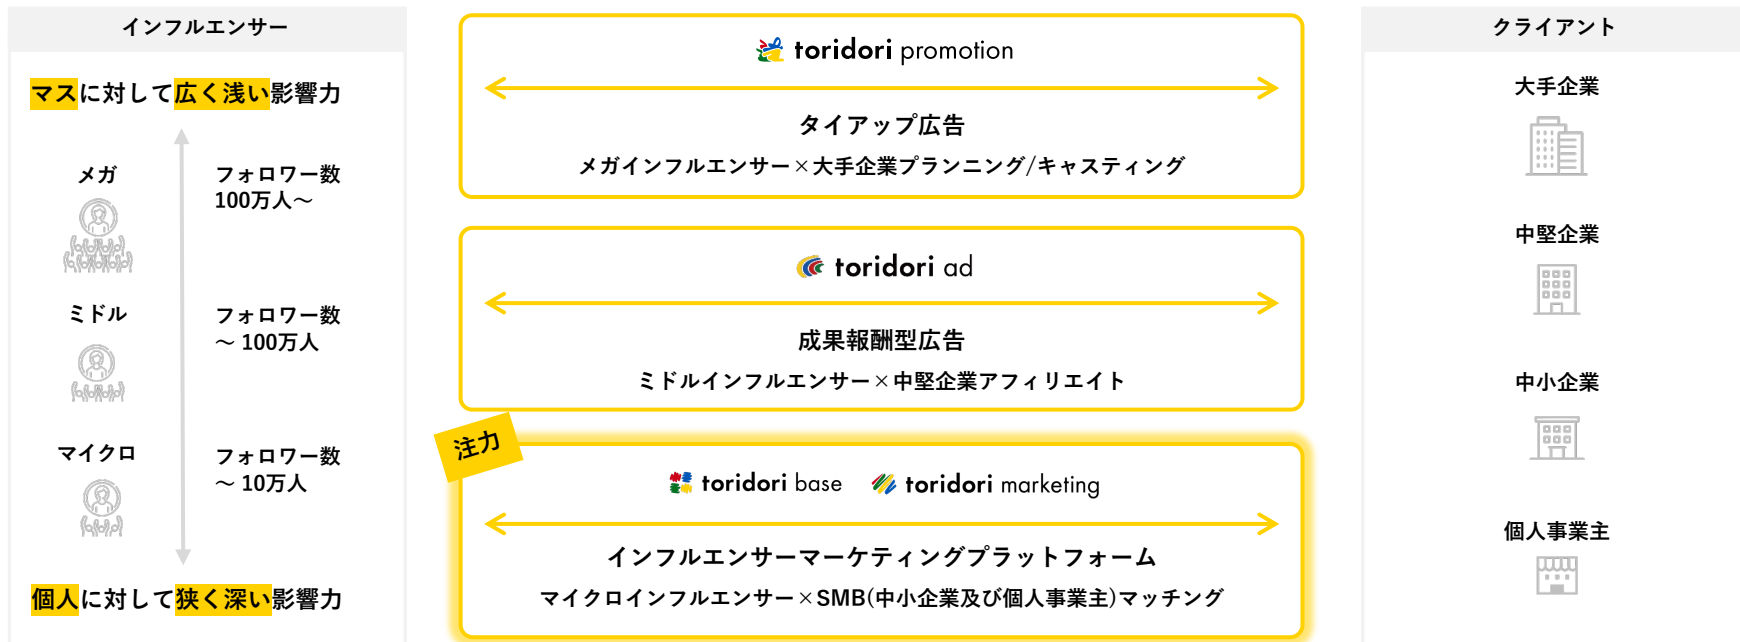 インフルエンサー
マスに対して広く浅い影響力
メガ
フォロワー数
100万人～
ミドル
フォロワー数
～ 100万人
マイクロ
フォロワー数
～ 10万人
個人に対して狭く深い影響力
toridori promotion
タイアップ広告
メガインフルエンサー×大手企業プランニング/キャスティング
toridori ad
成果報酬型広告
ミドルインフルエンサー×中堅企業アフィリエイト
注力
toridori base toridori marketing
インフルエンサーマーケティングプラットフォーム
マイクロインフルエンサー×SMB(中小企業及び個人事業主)マッチング
クライアント
大手企業
中堅企業
中小企業
個人事業主